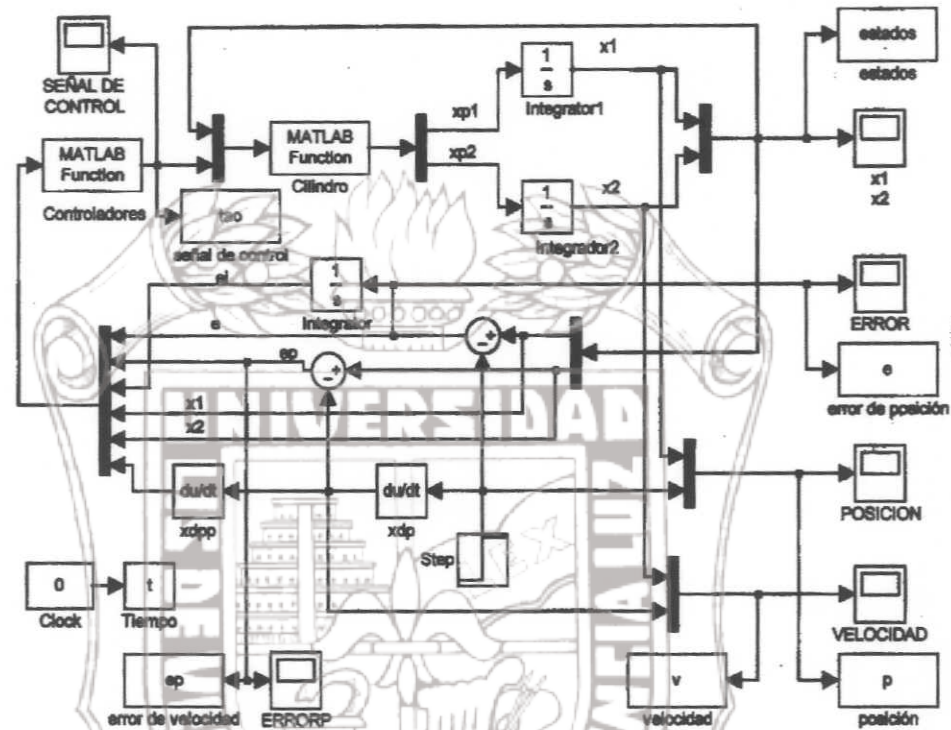 estados
estados
SEÑAL DE
CONTROL
1
s
Integrator1
x1
xp1
xp2
MATLAB
Function
Controladores
MATLAB
Function
Cilindro
1
s
Integrador2
x2
x1
x2
tao
señal de control
ei
1
s
Integrator
ERROR
e
e
error de posición
ep
x1
x2
- +
- +
UNIVERSIDAD
du/dt
xdpp
du/dt
xdp
Step
POSICION
0
Clock
t
Tiempo
VELOCIDAD
ep
error de velocidad
ERRORP
v
velocidad
p
posición